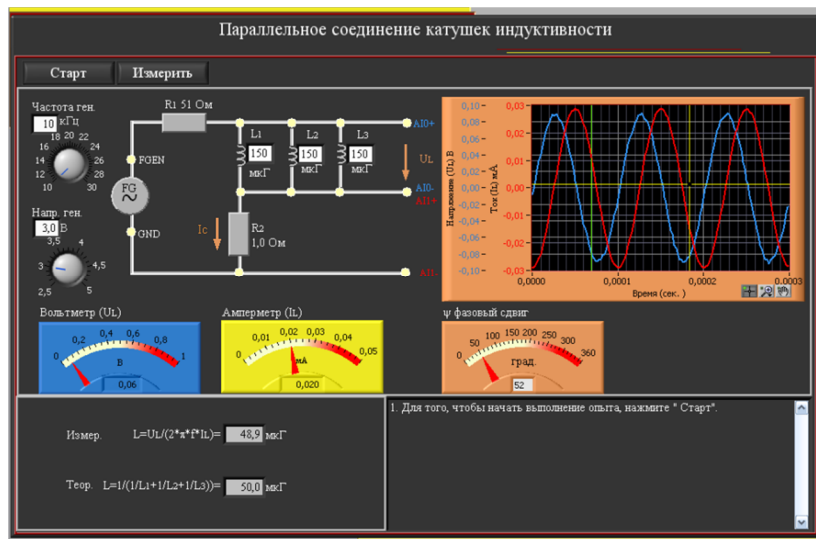 Параллельное соединение катушек индуктивности
Старт Измерить
Частота ген.
10 кГц
18 20 22
16 24
14 26
12 28
10 30
Напр. ген.
3,0 В
3,5 4
3 4,5
2,5 5
R1 51 Ом
FGEN
FG
GND
L1 L2 L3
150 150 150
мкГ мкГ мкГ
AI0+
UL
AI0-
AI1+
Ic
R2
1,0 Ом
AI1-
Напряжение (UL) В
0,10
0,08
0,06
0,04
0,02
0,00
-0,02
-0,04
-0,06
-0,08
-0,10
Ток (IL) мА
0,03
0,02
0,01
0,00
-0,01
-0,02
-0,03
0,0000 0,0001 0,0002 0,0003
Время (сек. )
Вольтметр (UL)
0 0,2 0,4 0,6 0,8 1
В
0,06
Амперметр (IL)
0 0,01 0,02 0,03 0,04 0,05
мА
0,020
ψ фазовый сдвиг
0 50 100 150 200 250 300 360
град.
52
Измер. L=UL/(2*π*f*IL)= 48,9 мкГ
Теор. L=1/(1/L1+1/L2+1/L3))= 50,0 мкГ
1. Для того, чтобы начать выполнение опыта, нажмите " Старт".